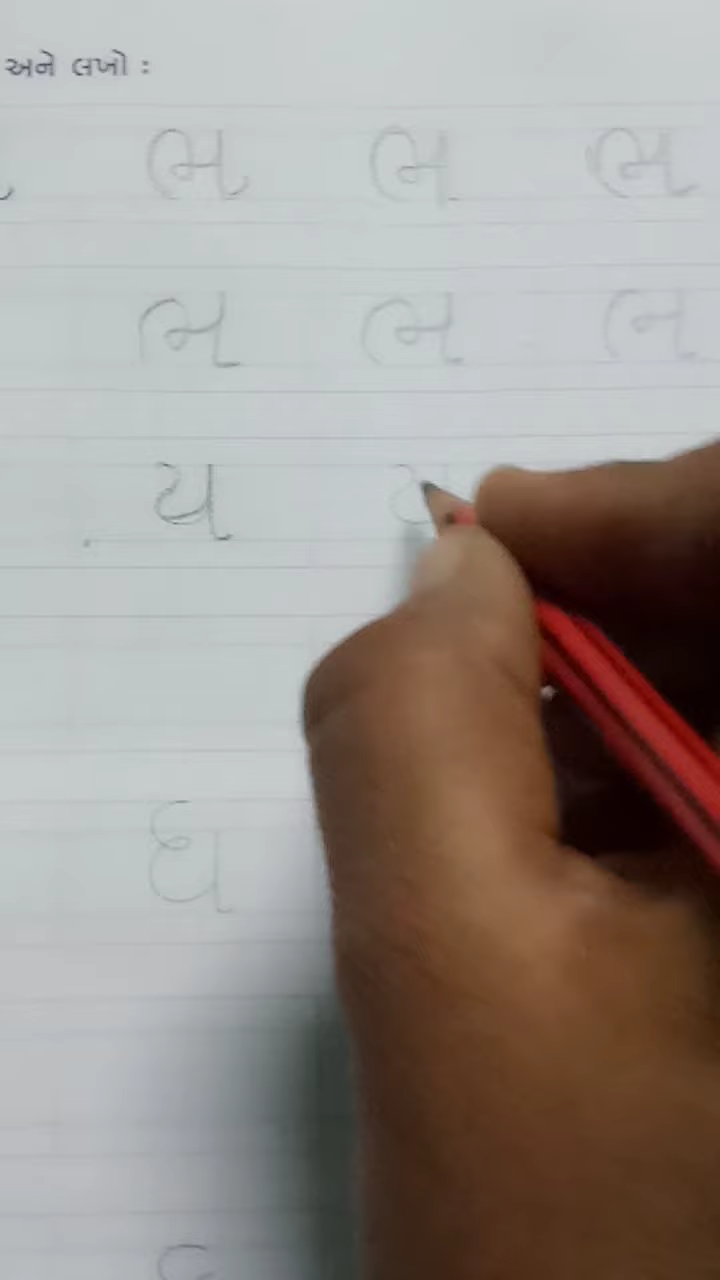 અને લખો :
ભ ભ ભ
ભ ભ ભ
ય ય
ઘ